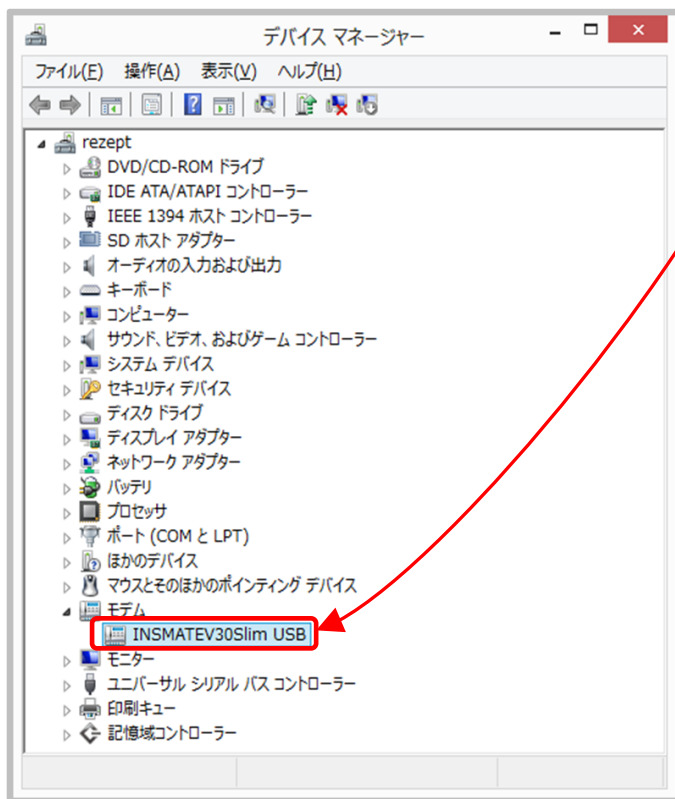 デバイス マネージャー
ファイル(F) 操作(A) 表示(V) ヘルプ(H)
rezept
DVD/CD-ROM ドライブ
IDE ATA/ATAPI コントローラー
IEEE 1394 ホスト コントローラー
SD ホスト アダプター
オーディオの入力および出力
キーボード
コンピューター
サウンド、ビデオ、およびゲーム コントローラー
システム デバイス
セキュリティ デバイス
ディスク ドライブ
ディスプレイ アダプター
ネットワーク アダプター
バッテリ
プロセッサ
ポート (COM と LPT)
ほかのデバイス
マウスとそのほかのポインティング デバイス
モデム
INSMATEV30Slim USB
モニター
ユニバーサル シリアル バス コントローラー
印刷キュー
記憶域コントローラー